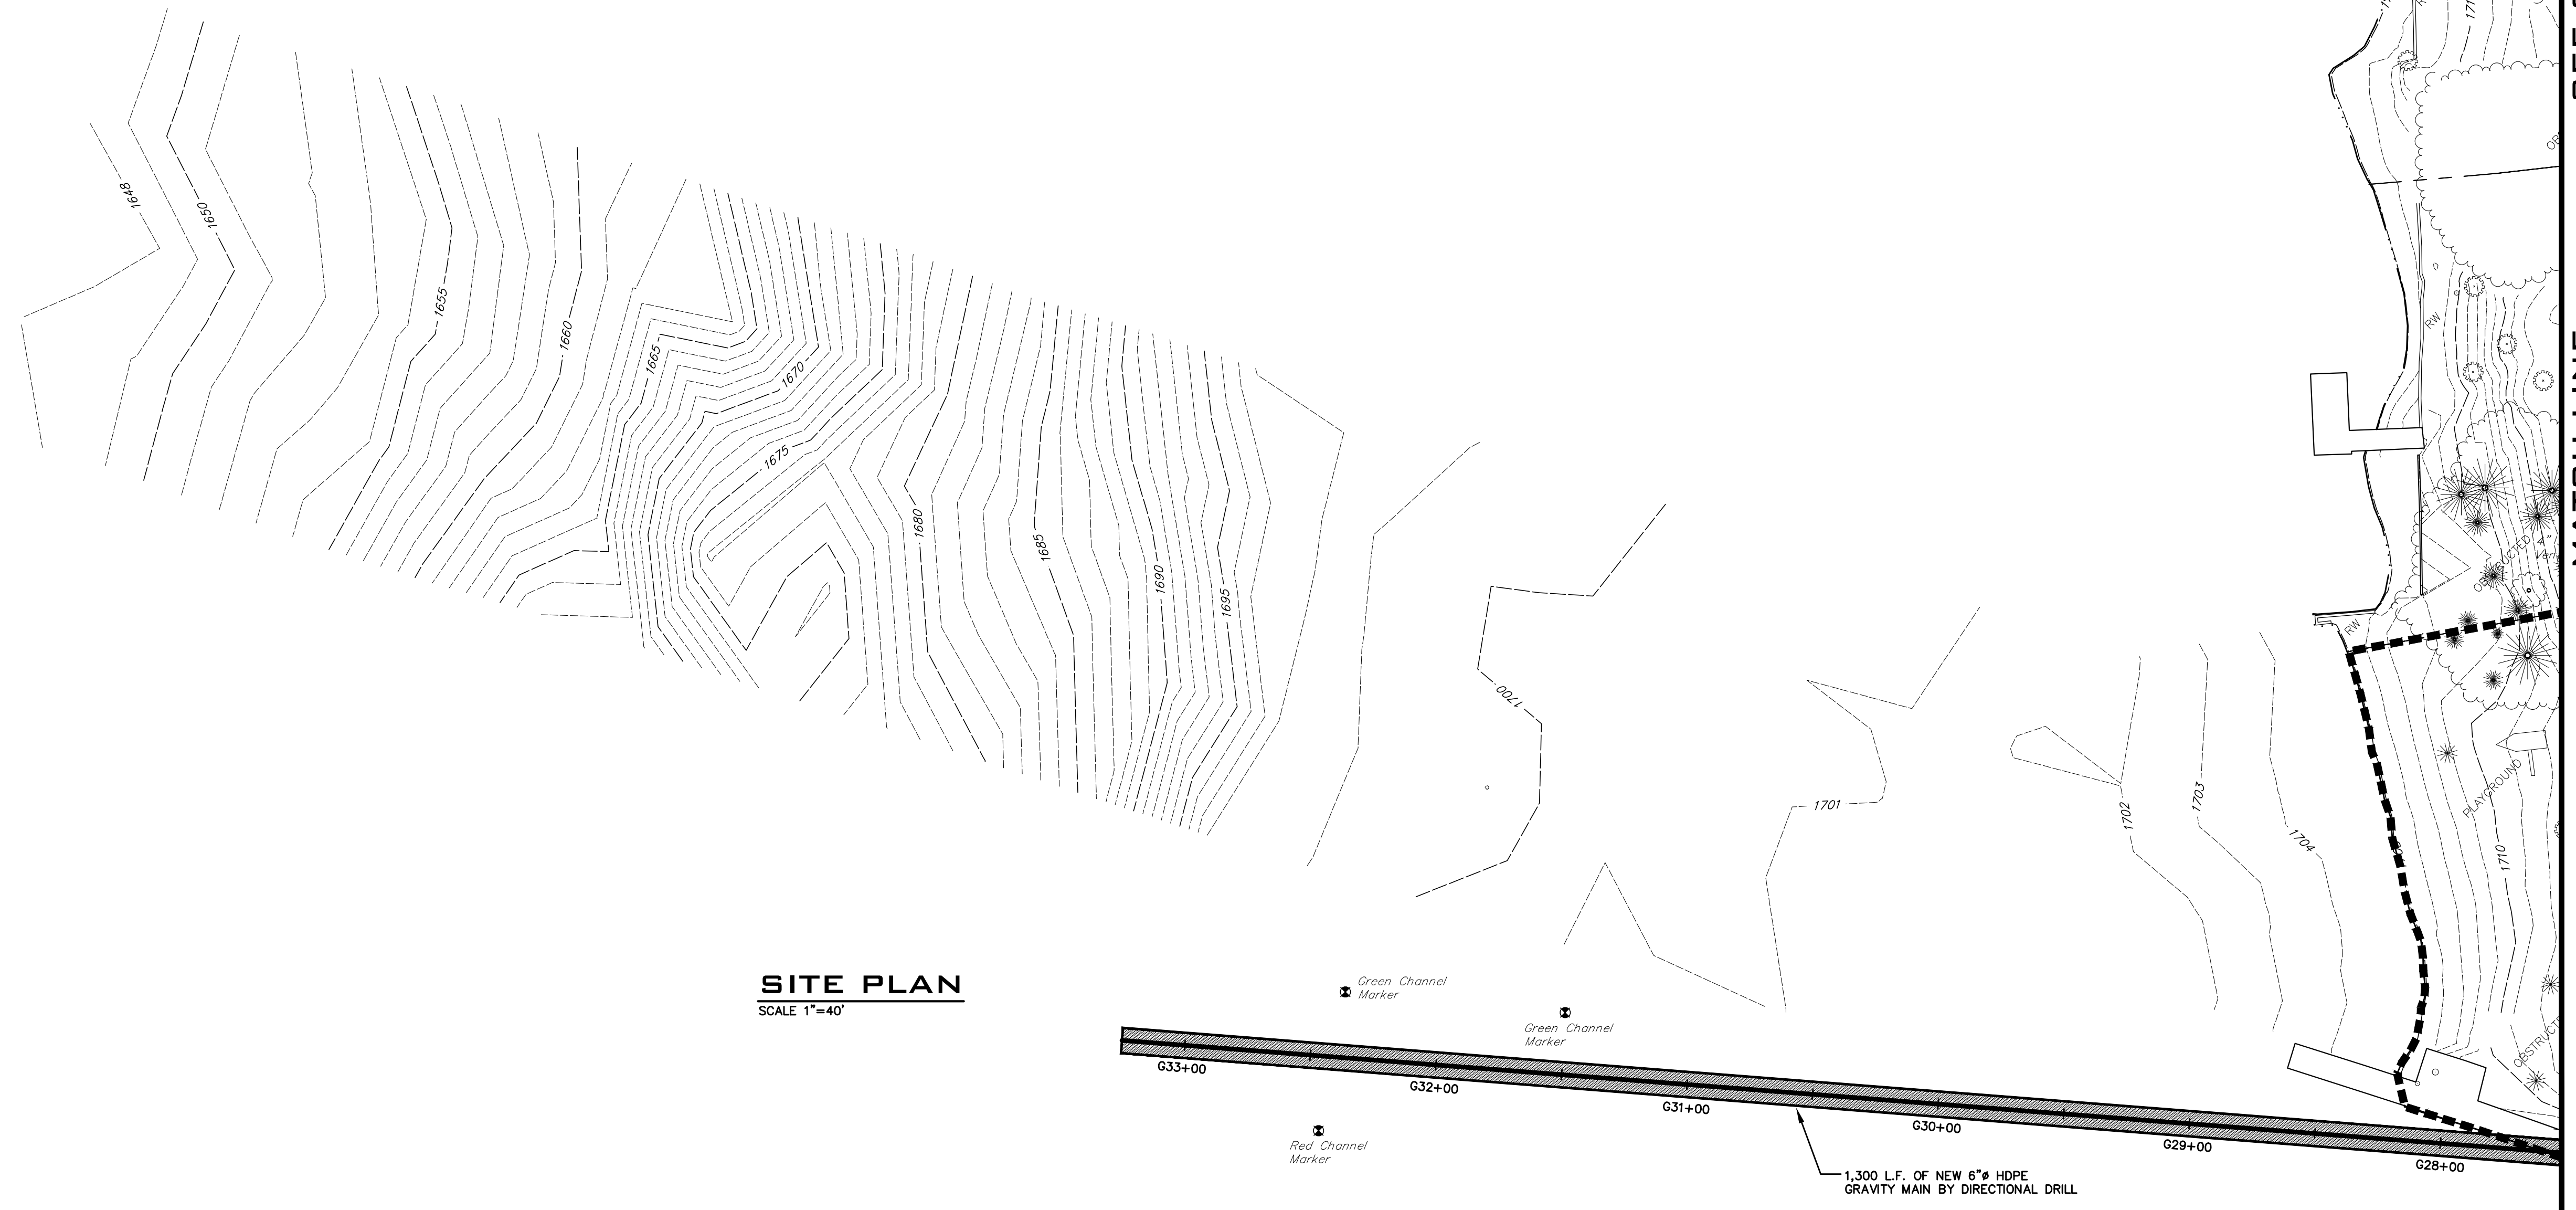 1648
1650
1655
1660
1665
1670
1675
1680
1685
1690
1695
1700
1701
1702
1703
1704
1710
RW
RW
PLAYGROUND
OBSTRUCTED 4"
SITE PLAN
SCALE 1"=40'
Green Channel
Marker
Green Channel
Marker
Red Channel
Marker
G33+00
G32+00
G31+00
G30+00
G29+00
G28+00
1,300 L.F. OF NEW 6"ø HDPE
GRAVITY MAIN BY DIRECTIONAL DRILL